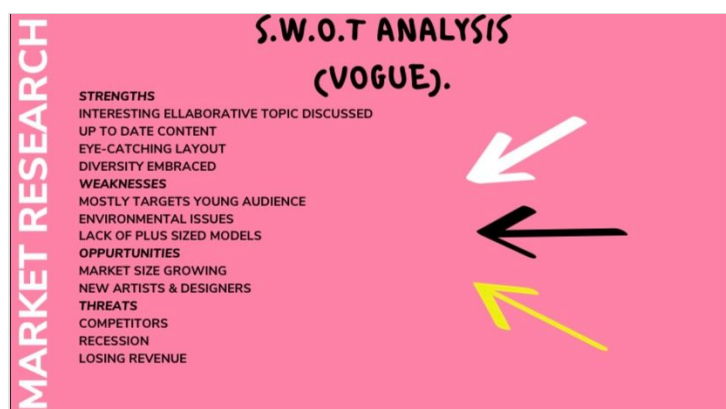 MARKET RESEARCH
S.W.O.T ANALYSIS
(VOGUE).
STRENGTHS
INTERESTING ELLABORATIVE TOPIC DISCUSSED
UP TO DATE CONTENT
EYE-CATCHING LAYOUT
DIVERSITY EMBRACED
WEAKNESSES
MOSTLY TARGETS YOUNG AUDIENCE
ENVIRONMENTAL ISSUES
LACK OF PLUS SIZED MODELS
OPPURTUNITIES
MARKET SIZE GROWING
NEW ARTISTS & DESIGNERS
THREATS
COMPETITORS
RECESSION
LOSING REVENUE